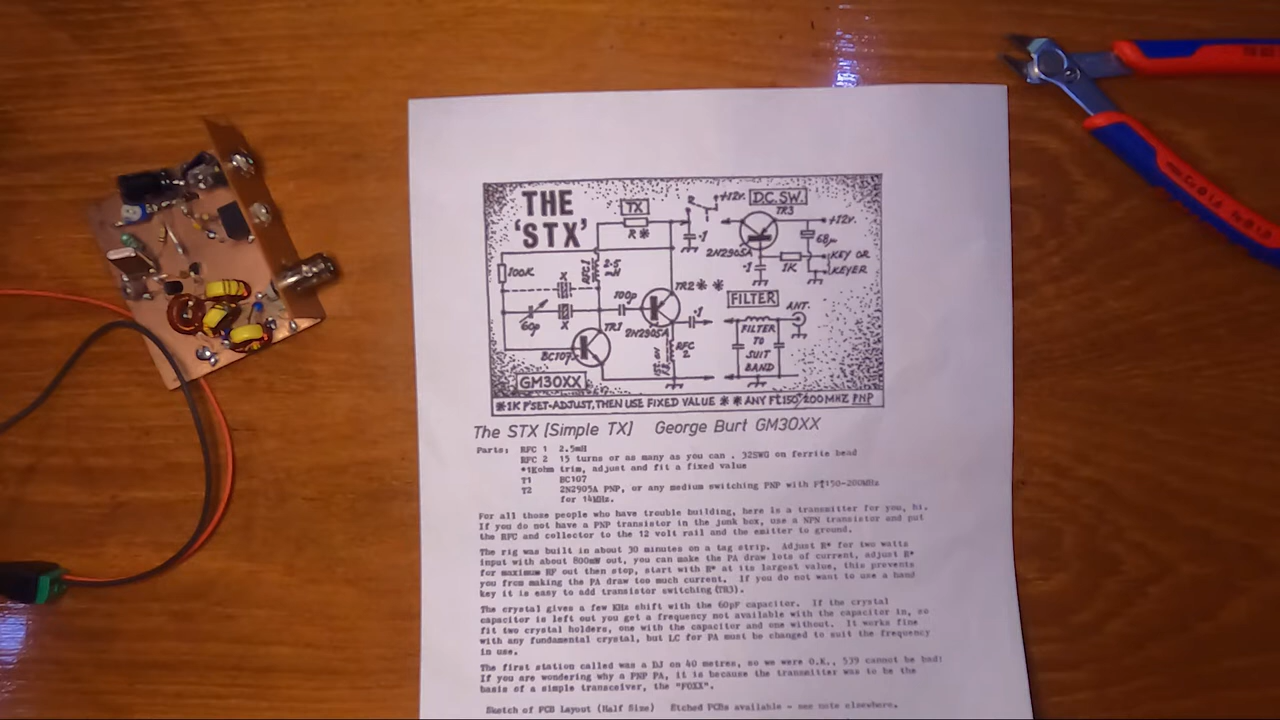 THE
'STX'
TX
R*
+12v.
D.C. SW.
TR3
+12v.
·1
2N2905A
68µ
KEY OR
KEYER
·1
1K
100K
RFC1
2·5
mH
X
100p
TR2 * *
FILTER
ANT.
60p
X
TR1
2N2905A
·1
FILTER
TO
SUIT
BAND
BC107
RFC
2
GM3OXX
*1K P'SET-ADJUST, THEN USE FIXED VALUE * * ANY Ft150/200MHZ PNP
The STX (Simple TX) George Burt GM3OXX
Parts: RFC 1 2.5mH
RFC 2 15 turns or as many as you can . 32SWG on ferrite bead
*1Kohm trim, adjust and fit a fixed value
T1 BC107
T2 2N2905A PNP, or any medium switching PNP with Ft150-200MHz
for 14MHz.
For all those people who have trouble building, here is a transmitter for you, hi.
If you do not have a PNP transistor in the junk box, use a NPN transistor and put
the RFC and collector to the 12 volt rail and the emitter to ground.
The rig was built in about 30 minutes on a tag strip. Adjust R* for two watts
input with about 800mW out, you can make the PA draw lots of current, adjust R*
for maximum RF out then stop, start with R* at its largest value, this prevents
you from making the PA draw too much current. If you do not want to use a hand
key it is easy to add transistor switching (TR3).
The crystal gives a few KHz shift with the 60pF capacitor. If the crystal
capacitor is left out you get a frequency not available with the capacitor in, so
fit two crystal holders, one with the capacitor and one without. It works fine
with any fundamental crystal, but LC for PA must be changed to suit the frequency
in use.
The first station called was a DJ on 40 metres, so we were O.K., 539 cannot be bad!
If you are wondering why a PNP PA, it is because the transmitter was to be the
basis of a simple transceiver, the "FOXX".
Sketch of PCB Layout (Half Size) Etched PCBs available - see note elsewhere.